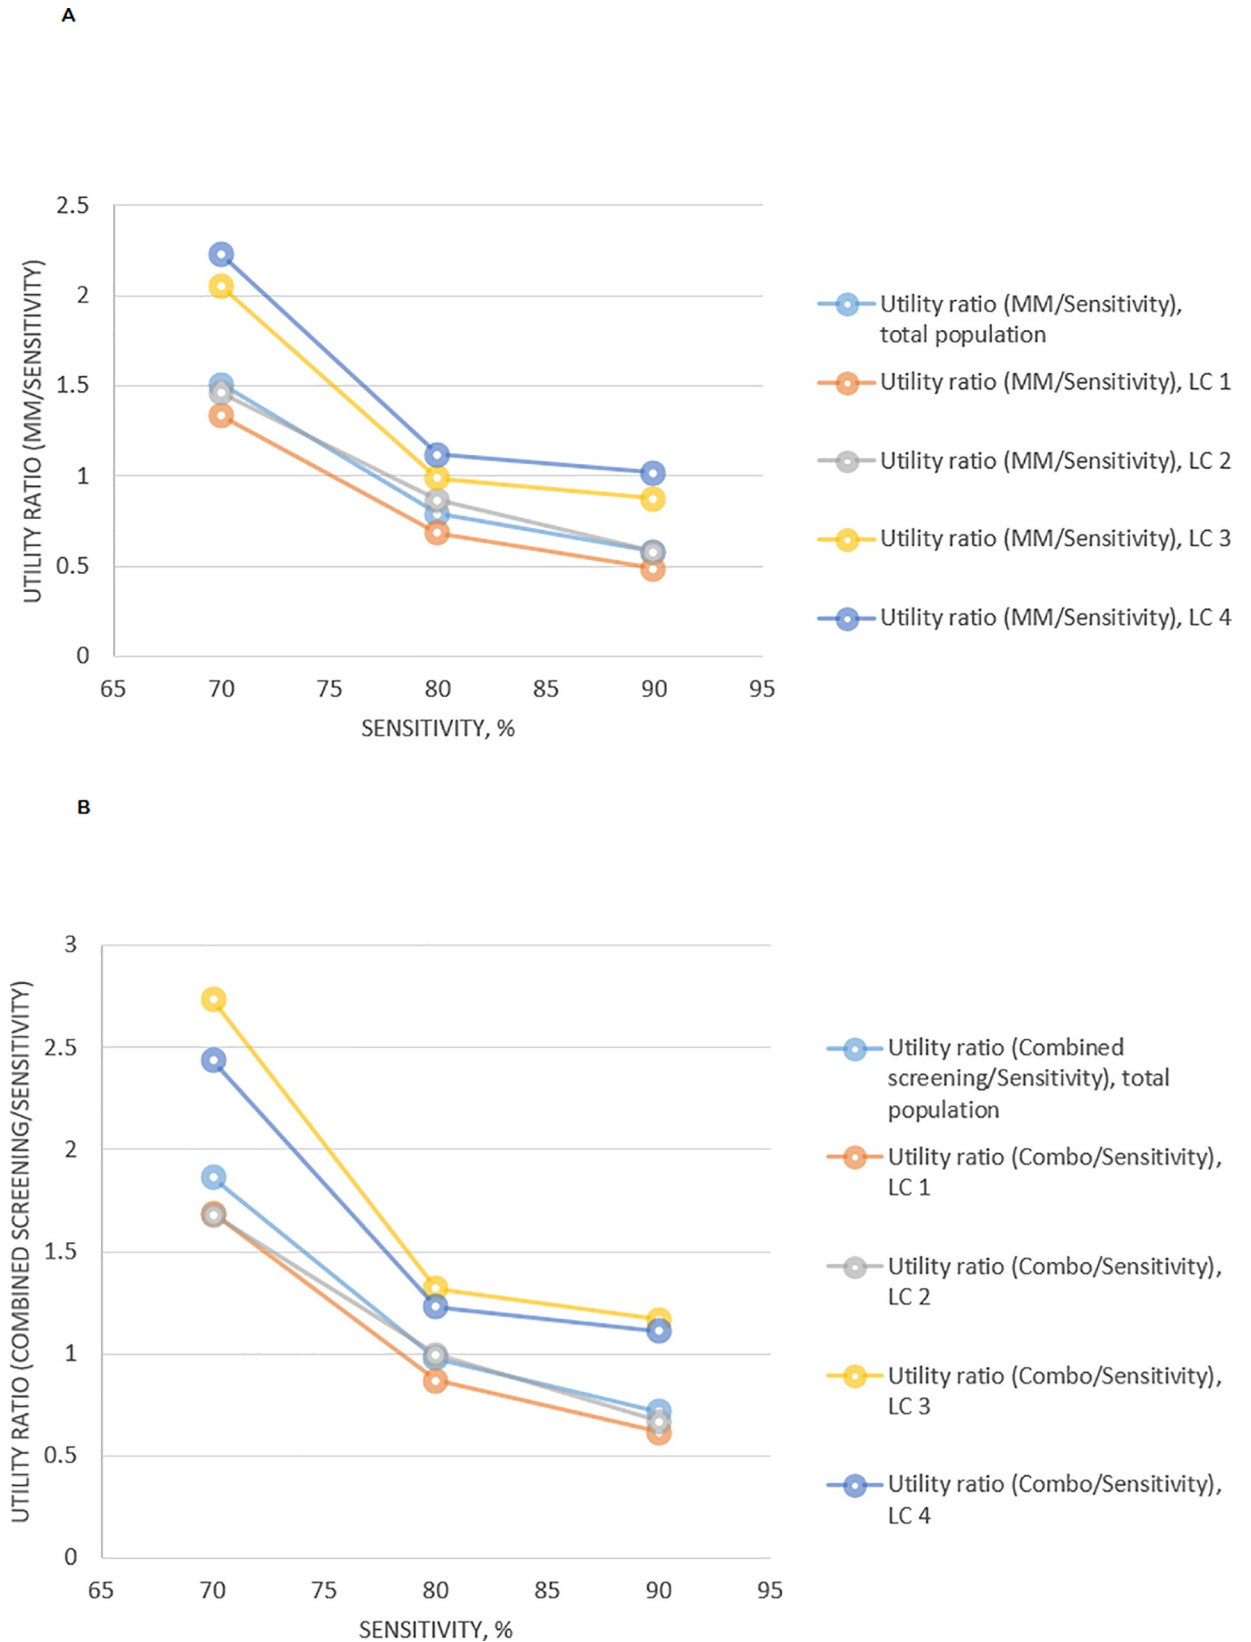 A
UTILITY RATIO (MM/SENSITIVITY)
2.5
2
1.5
1
0.5
0
65 70 75 80 85 90 95
SENSITIVITY, %
Utility ratio (MM/Sensitivity),
total population
Utility ratio (MM/Sensitivity), LC 1
Utility ratio (MM/Sensitivity), LC 2
Utility ratio (MM/Sensitivity), LC 3
Utility ratio (MM/Sensitivity), LC 4
B
UTILITY RATIO (COMBINED SCREENING/SENSITIVITY)
3
2.5
2
1.5
1
0.5
0
65 70 75 80 85 90 95
SENSITIVITY, %
Utility ratio (Combined
screening/Sensitivity), total
population
Utility ratio (Combo/Sensitivity),
LC 1
Utility ratio (Combo/Sensitivity),
LC 2
Utility ratio (Combo/Sensitivity),
LC 3
Utility ratio (Combo/Sensitivity),
LC 4